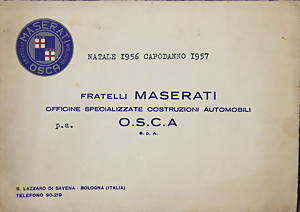 MASERATI
OSCA
NATALE 1956 CAPODANNO 1957
FRATELLI MASERATI
OFFICINE SPECIALIZZATE COSTRUZIONI AUTOMOBILI
p.a. O.S.C.A
S. p. A.
S. LAZZARO DI SAVENA - BOLOGNA (ITALIA)
TELEFONO 90-219